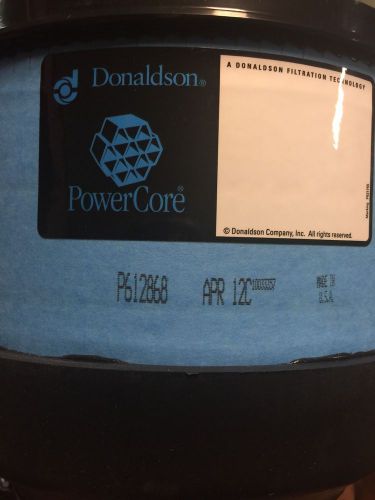 Donaldson®
A DONALDSON FILTRATION TECHNOLOGY
PowerCore®
© Donaldson Company, Inc. All rights reserved.
P612868 APR 12C
MADE IN
U.S.A.